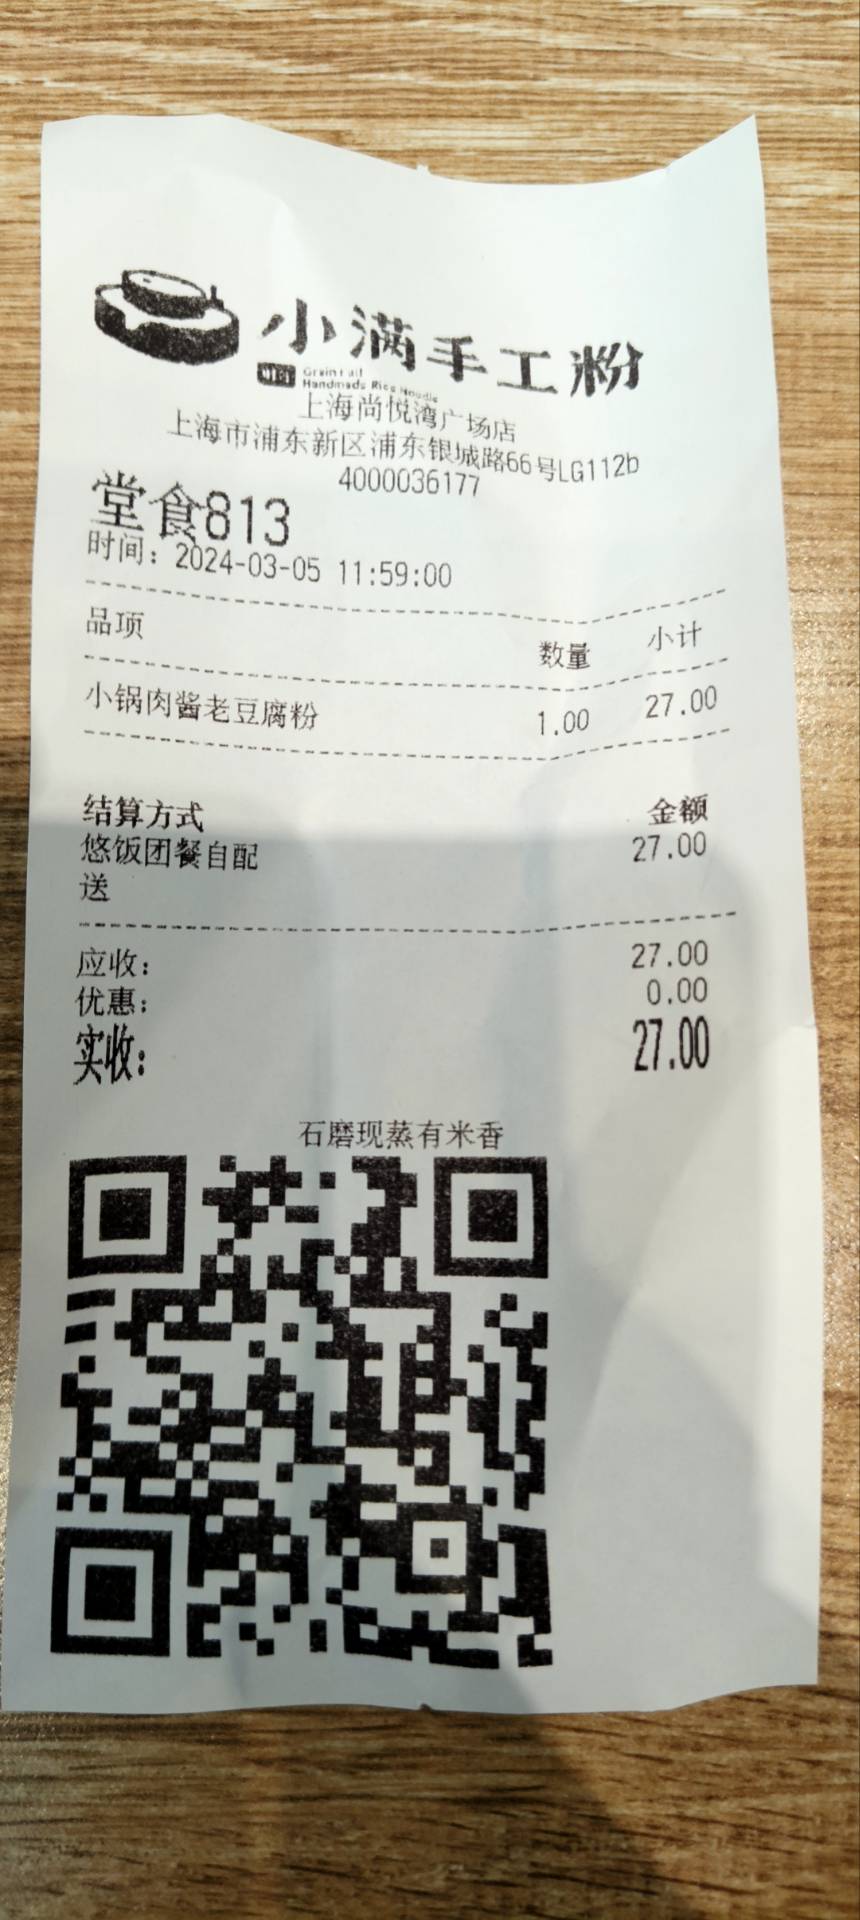 小满手工粉
Grain Full
Handmade Rice Noodle
上海尚悦湾广场店
上海市浦东新区浦东银城路66号LG112b
4000036177
堂食813
时间：2024-03-05 11:59:00
品项 数量 小计
小锅肉酱老豆腐粉 1.00 27.00
结算方式 金额
悠饭团餐自配 27.00
送
应收： 27.00
优惠： 0.00
实收： 27.00
石磨现蒸有米香